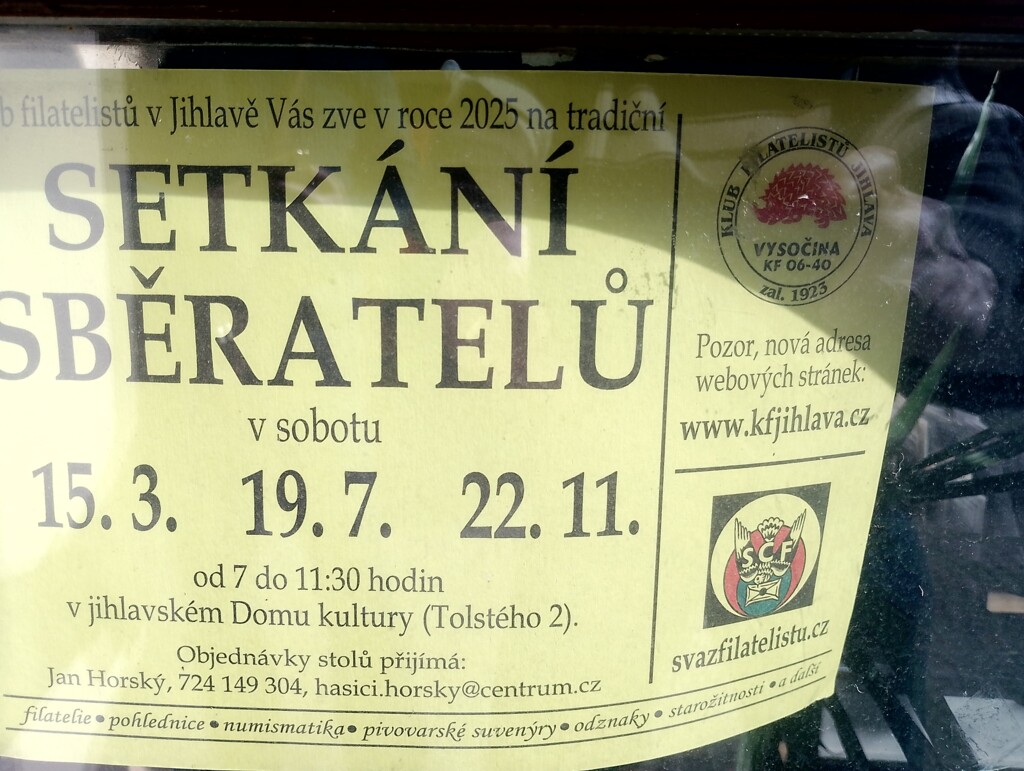 b filatelistů v Jihlavě Vás zve v roce 2025 na tradiční
SETKÁNÍ
SBĚRATELŮ
v sobotu
15. 3. 19. 7. 22. 11.
od 7 do 11:30 hodin
v jihlavském Domu kultury (Tolstého 2).
Objednávky stolů přijímá:
Jan Horský, 724 149 304, hasici.horsky@centrum.cz
filatelie • pohlednice • numismatika • pivovarské suvenýry • odznaky • starožitnosti • a další
KLUB FILATELISTŮ JIHLAVA
VYSOČINA
KF 06-40
zal. 1923
Pozor, nová adresa
webových stránek:
www.kfjihlava.cz
SČF
svazfilatelistu.cz